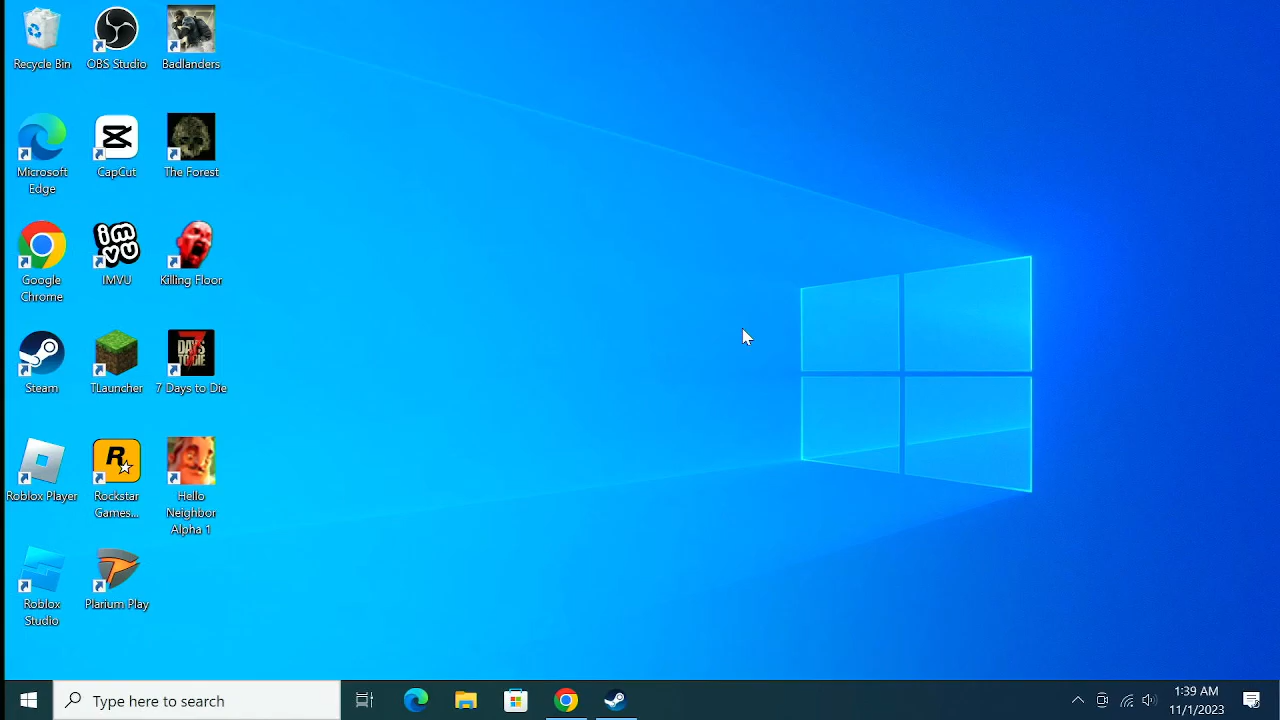 Recycle Bin
OBS Studio
Badlanders
Microsoft
Edge
CapCut
The Forest
Google
Chrome
imvu
IMVU
Killing Floor
Steam
TLauncher
7
DAYS
TO DIE
7 Days to Die
Roblox Player
R
Rockstar
Games...
Hello
Neighbor
Alpha 1
Roblox
Studio
Plarium Play
Type here to search
1:39 AM
11/1/2023